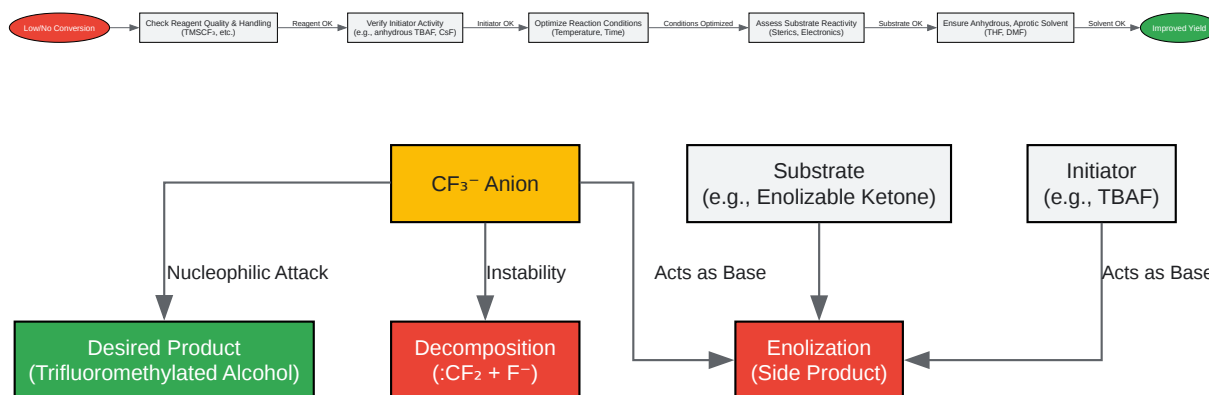 Low/No Conversion
Check Reagent Quality & Handling
(TMSCF₃, etc.)
Reagent OK
Verify Initiator Activity
(e.g., anhydrous TBAF, CsF)
Initiator OK
Optimize Reaction Conditions
(Temperature, Time)
Conditions Optimized
Assess Substrate Reactivity
(Sterics, Electronics)
Substrate OK
Ensure Anhydrous, Aprotic Solvent
(THF, DMF)
Solvent OK
Improved Yield
CF₃⁻ Anion
Substrate
(e.g., Enolizable Ketone)
Initiator
(e.g., TBAF)
Nucleophilic Attack
Instability
Acts as Base
Acts as Base
Desired Product
(Trifluoromethylated Alcohol)
Decomposition
(:CF₂ + F⁻)
Enolization
(Side Product)